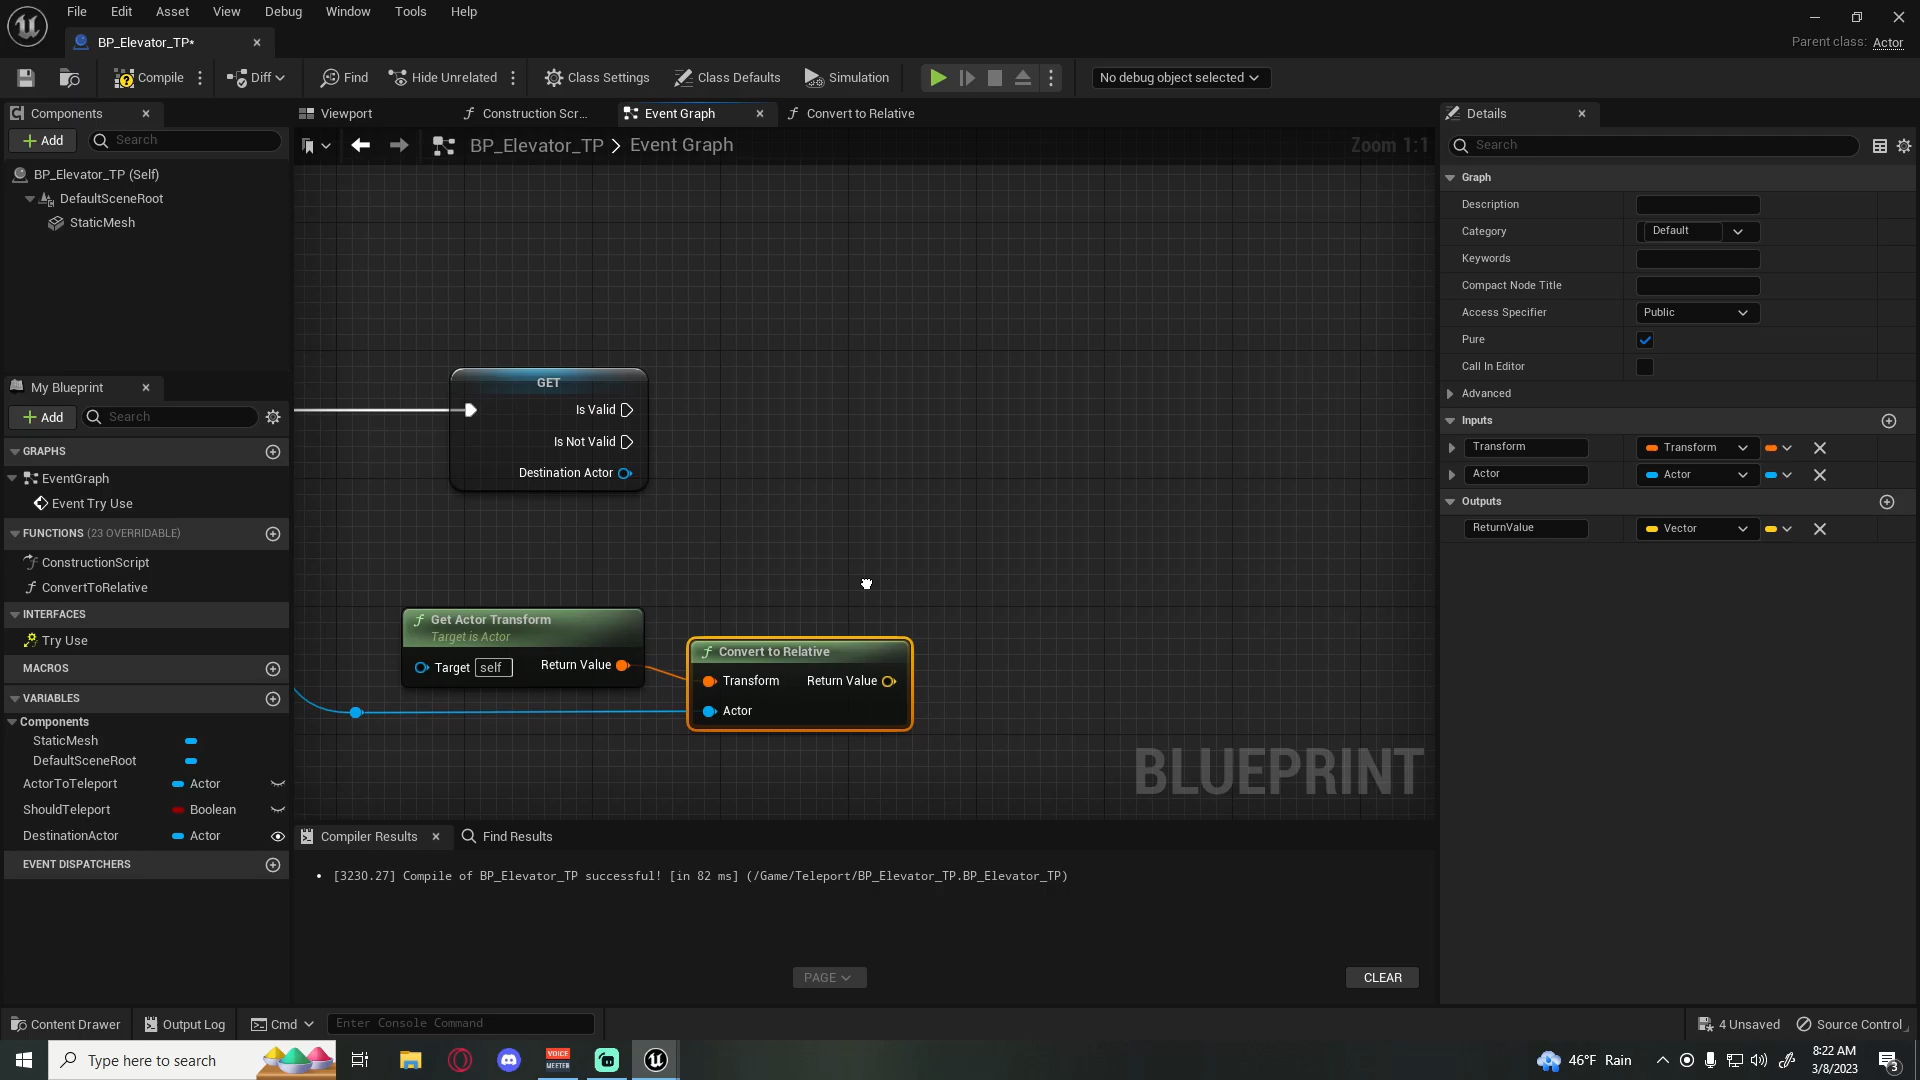 File Edit Asset View Debug Window Tools Help
BP_Elevator_TP*
Parent class: Actor
Compile Diff Find Hide Unrelated Class Settings Class Defaults Simulation No debug object selected
Components
Add Search
BP_Elevator_TP (Self)
DefaultSceneRoot
StaticMesh
My Blueprint
Add Search
GRAPHS
EventGraph
Event Try Use
FUNCTIONS (23 OVERRIDABLE)
ConstructionScript
ConvertToRelative
INTERFACES
Try Use
MACROS
VARIABLES
Components
StaticMesh
DefaultSceneRoot
ActorToTeleport Actor
ShouldTeleport Boolean
DestinationActor Actor
EVENT DISPATCHERS
Viewport Construction Scr... Event Graph Convert to Relative
BP_Elevator_TP > Event Graph Zoom 1:1
GET
Is Valid
Is Not Valid
Destination Actor
Get Actor Transform
Target is Actor
Target self Return Value
Convert to Relative
Transform Return Value
Actor
BLUEPRINT
Compiler Results Find Results
• [3230.27] Compile of BP_Elevator_TP successful! [in 82 ms] (/Game/Teleport/BP_Elevator_TP.BP_Elevator_TP)
PAGE CLEAR
Details
Search
Graph
Description
Category Default
Keywords
Compact Node Title
Access Specifier Public
Pure
Call In Editor
Advanced
Inputs
Transform Transform
Actor Actor
Outputs
ReturnValue Vector
Content Drawer Output Log Cmd Enter Console Command 4 Unsaved Source Control
Type here to search VOICE MEETER 46°F Rain 8:22 AM
3/8/2023 3